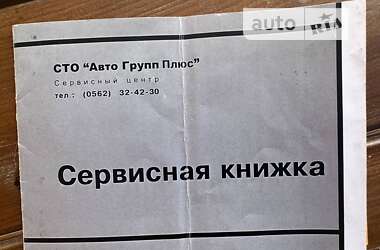 auto RIA
СТО "Авто Групп Плюс"
Сервисный центр
тел.: (0562) 32-42-30
Сервисная книжка